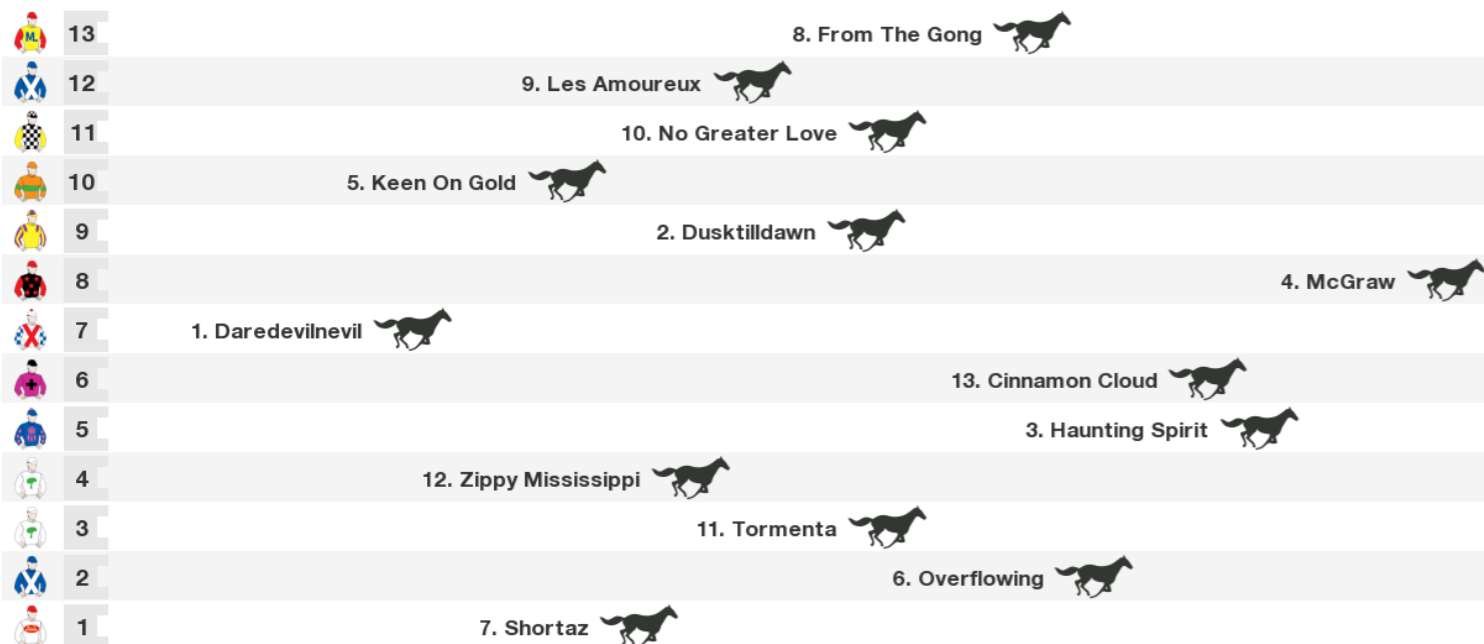 13 8. From The Gong
12 9. Les Amoureux
11 10. No Greater Love
10 5. Keen On Gold
9 2. Dusktilldawn
8 4. McGraw
7 1. Daredevilnevil
6 13. Cinnamon Cloud
5 3. Haunting Spirit
4 12. Zippy Mississippi
3 11. Tormenta
2 6. Overflowing
1 7. Shortaz